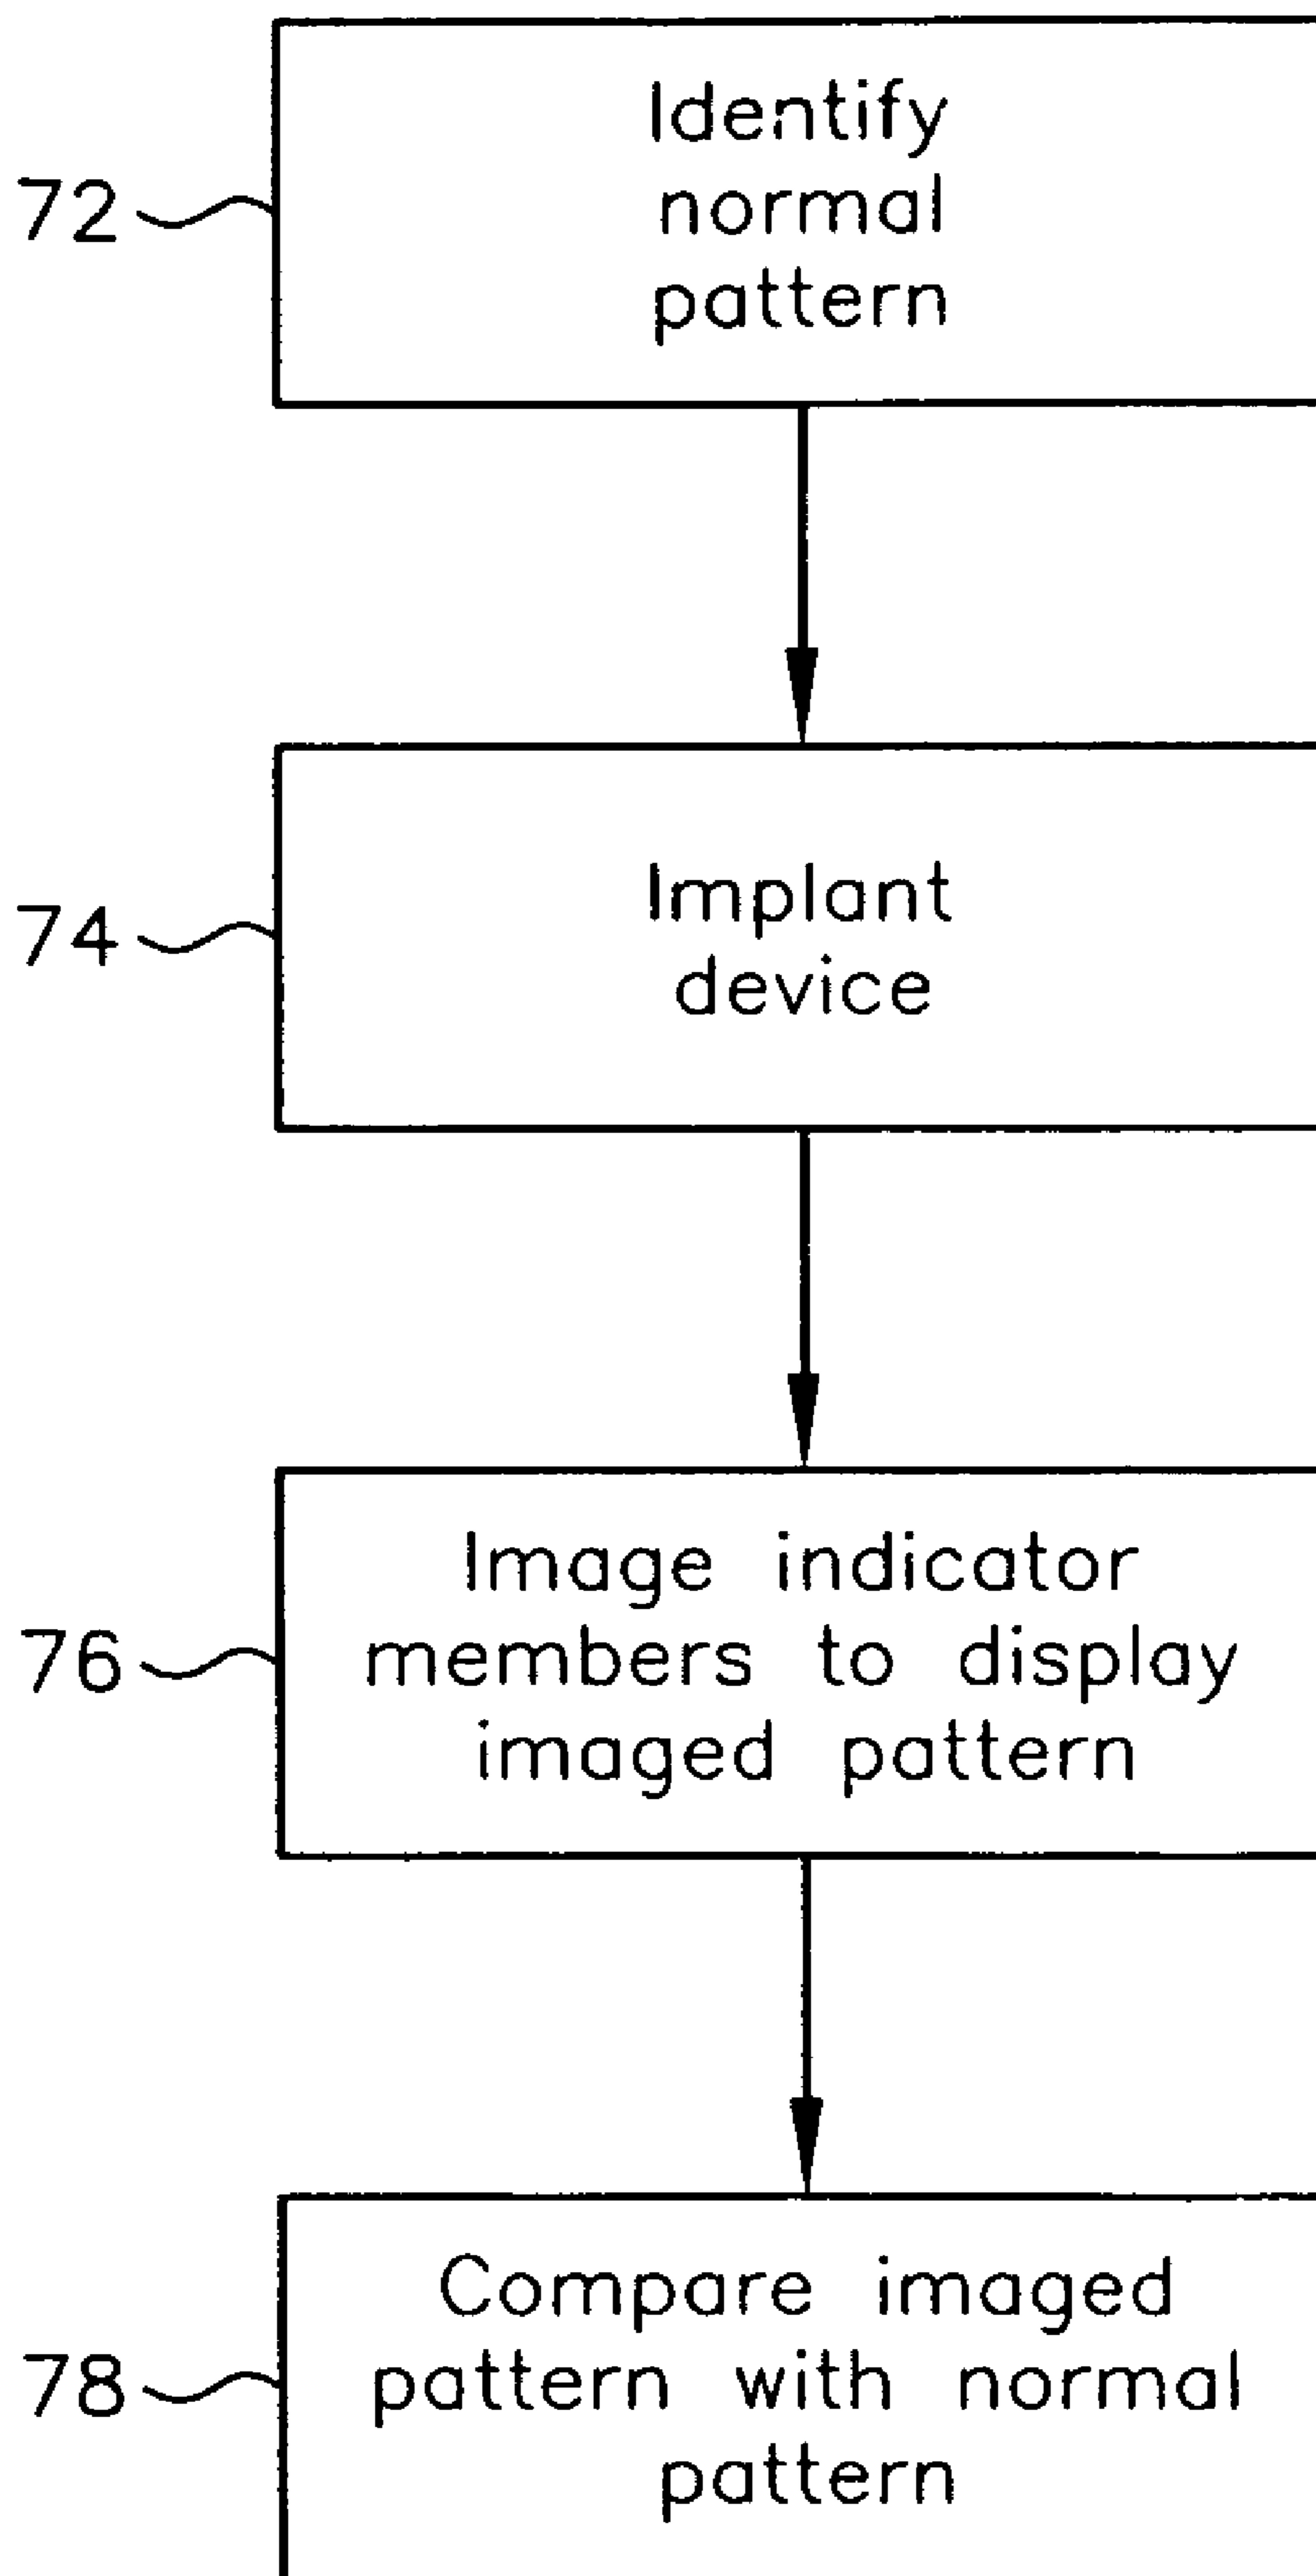 Identify
normal
pattern
72
Implant
device
74
Image indicator
members to display
imaged pattern
76
Compare imaged
pattern with normal
pattern
78